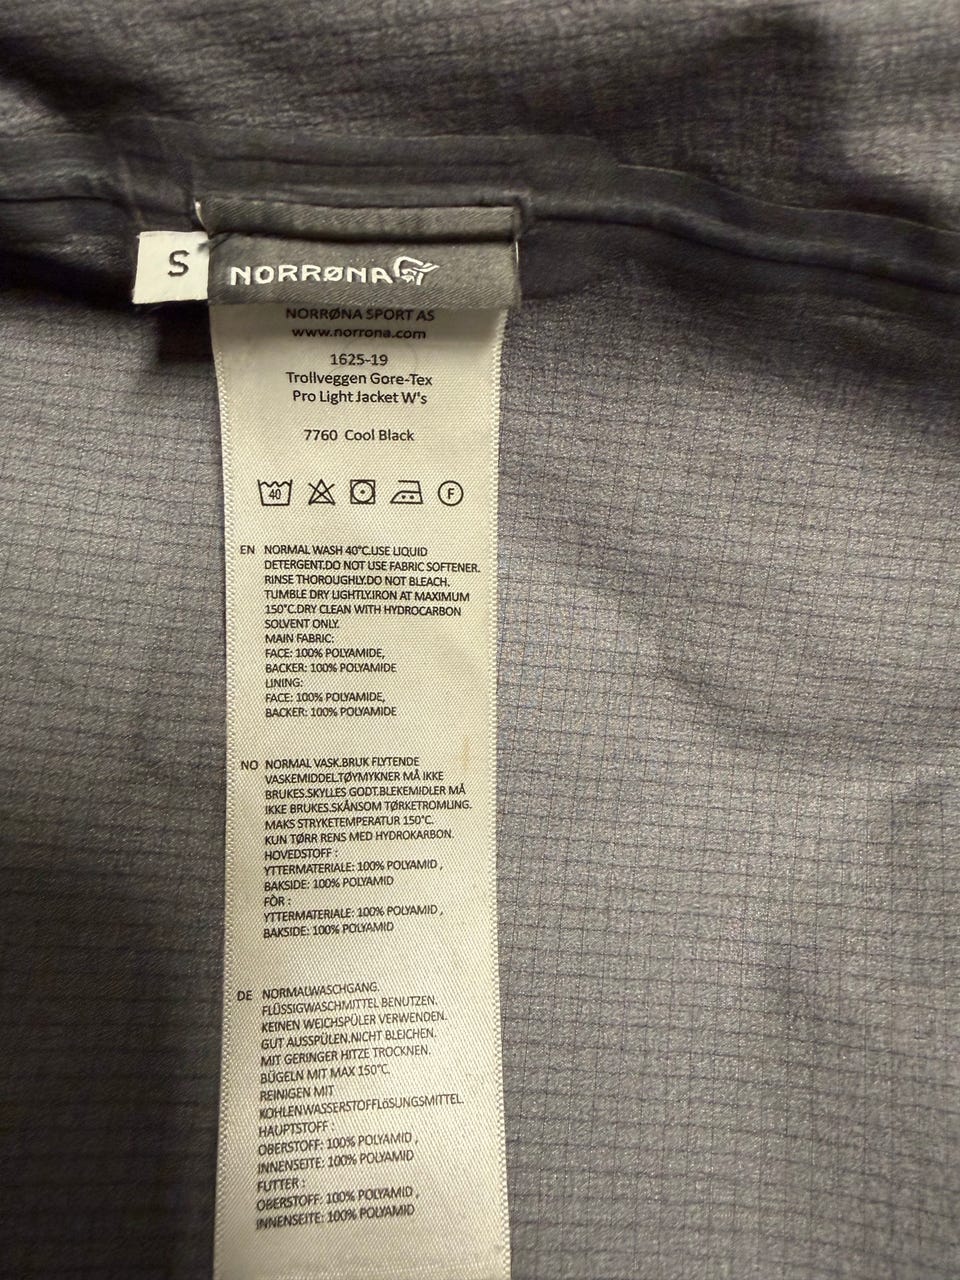 S
NORRØNA
NORRØNA SPORT AS
www.norrona.com
1625-19
Trollveggen Gore-Tex
Pro Light Jacket W's
7760 Cool Black
40
F
EN NORMAL WASH 40°C.USE LIQUID
DETERGENT.DO NOT USE FABRIC SOFTENER.
RINSE THOROUGHLY.DO NOT BLEACH.
TUMBLE DRY LIGHTLY.IRON AT MAXIMUM
150°C.DRY CLEAN WITH HYDROCARBON
SOLVENT ONLY.
MAIN FABRIC:
FACE: 100% POLYAMIDE,
BACKER: 100% POLYAMIDE
LINING:
FACE: 100% POLYAMIDE,
BACKER: 100% POLYAMIDE
NO NORMAL VASK.BRUK FLYTENDE
VASKEMIDDEL.TØYMYKNER MÅ IKKE
BRUKES.SKYLLES GODT.BLEKEMIDLER MÅ
IKKE BRUKES.SKÅNSOM TØRKETROMLING.
MAKS STRYKETEMPERATUR 150°C.
KUN TØRR RENS MED HYDROKARBON.
HOVEDSTOFF :
YTTERMATERIALE: 100% POLYAMID ,
BAKSIDE: 100% POLYAMID
FÔR :
YTTERMATERIALE: 100% POLYAMID ,
BAKSIDE: 100% POLYAMID
DE NORMALWASCHGANG.
FLÜSSIGWASCHMITTEL BENUTZEN.
KEINEN WEICHSPÜLER VERWENDEN.
GUT AUSSPÜLEN.NICHT BLEICHEN.
MIT GERINGER HITZE TROCKNEN.
BÜGELN MIT MAX 150°C.
REINIGEN MIT
KOHLENWASSERSTOFFLöSUNGSMITTEL.
HAUPTSTOFF :
OBERSTOFF: 100% POLYAMID ,
INNENSEITE: 100% POLYAMID
FUTTER :
OBERSTOFF: 100% POLYAMID ,
INNENSEITE: 100% POLYAMID